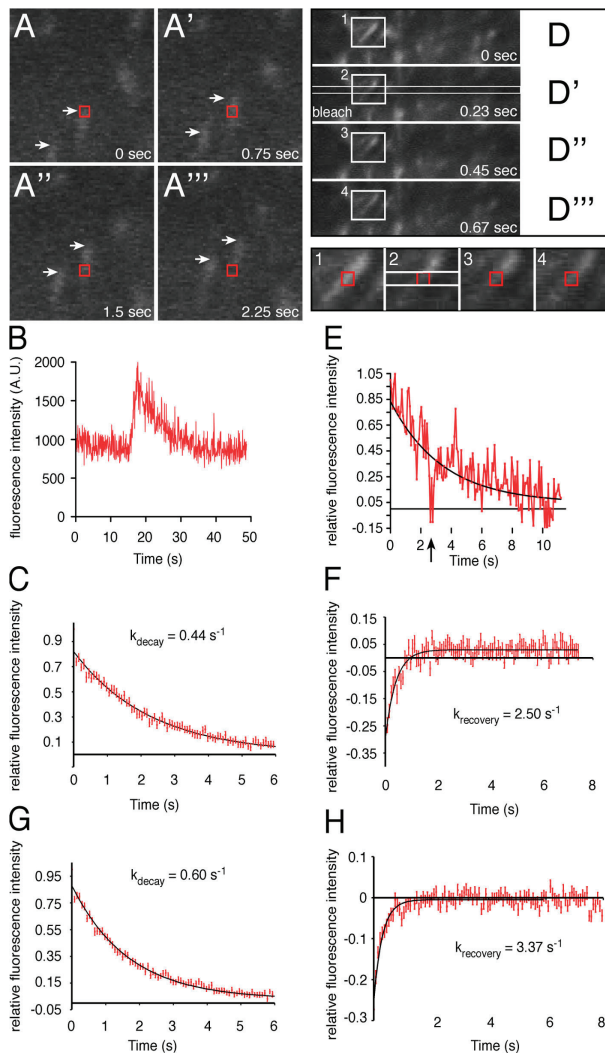 A
0 sec
A'
0.75 sec
A''
1.5 sec
A'''
2.25 sec
1
0 sec
D
2
bleach
0.23 sec
D'
3
0.45 sec
D''
4
0.67 sec
D'''
1 2 3 4
B
fluorescence intensity (A.U.)
2000
1500
1000
500
0
0 10 20 30 40 50
Time (s)
E
relative fluorescence intensity
1.05
0.85
0.65
0.45
0.25
0.05
-0.15
0 2 4 6 8 10
Time (s)
C
relative fluorescence intensity
0.9
0.7
0.5
0.3
0.1
kdecay = 0.44 s-1
0 1 2 3 4 5 6
Time (s)
F
relative fluorescence intensity
0.15
0.05
-0.05
-0.15
-0.25
-0.35
krecovery = 2.50 s-1
0 2 4 6 8
Time (s)
G
relative fluorescence intensity
0.95
0.75
0.55
0.35
0.15
-0.05
kdecay = 0.60 s-1
0 1 2 3 4 5 6
Time (s)
H
relative fluorescence intensity
0.1
0
-0.1
-0.2
-0.3
krecovery = 3.37 s-1
2 4 6 8
Time (s)